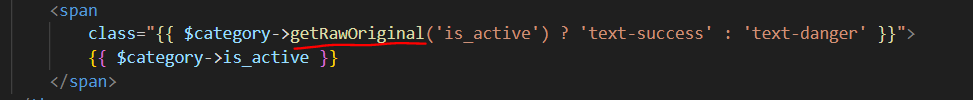 <span
class="{{ $category->getRawOriginal('is_active') ? 'text-success' : 'text-danger' }}">
{{ $category->is_active }}
</span>